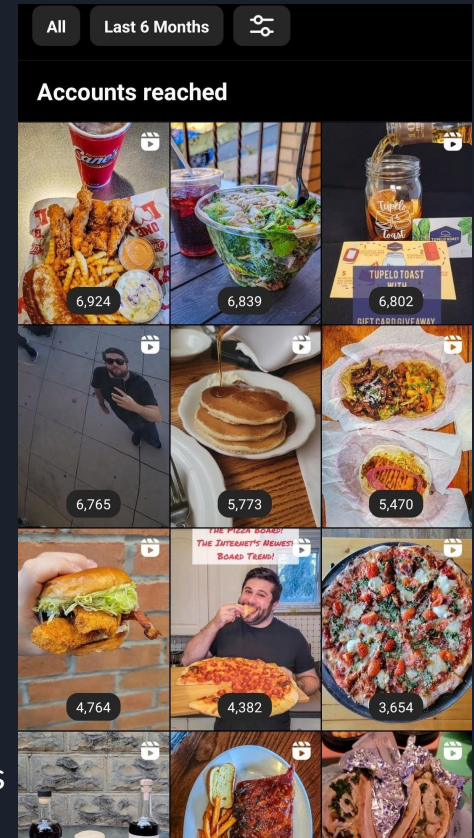 All
Last 6 Months
Accounts reached
Cane's
6,924
6,839
Tupelo
toast
TUPELO TOAST
WITH
GIFT CARD GIVEAWAY
6,802
6,765
5,773
5,470
4,764
THE PIZZA BOARD!
THE INTERNET'S NEWEST
BOARD TREND!
4,382
3,654
s